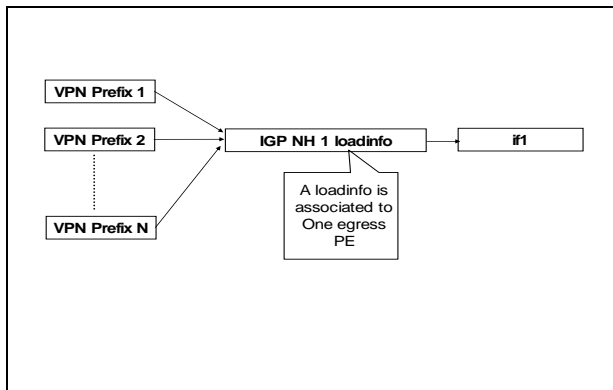 VPN Prefix 1
VPN Prefix 2
IGP NH 1 loadinfo
if1
A loadinfo is
associated to
One egress
PE
VPN Prefix N